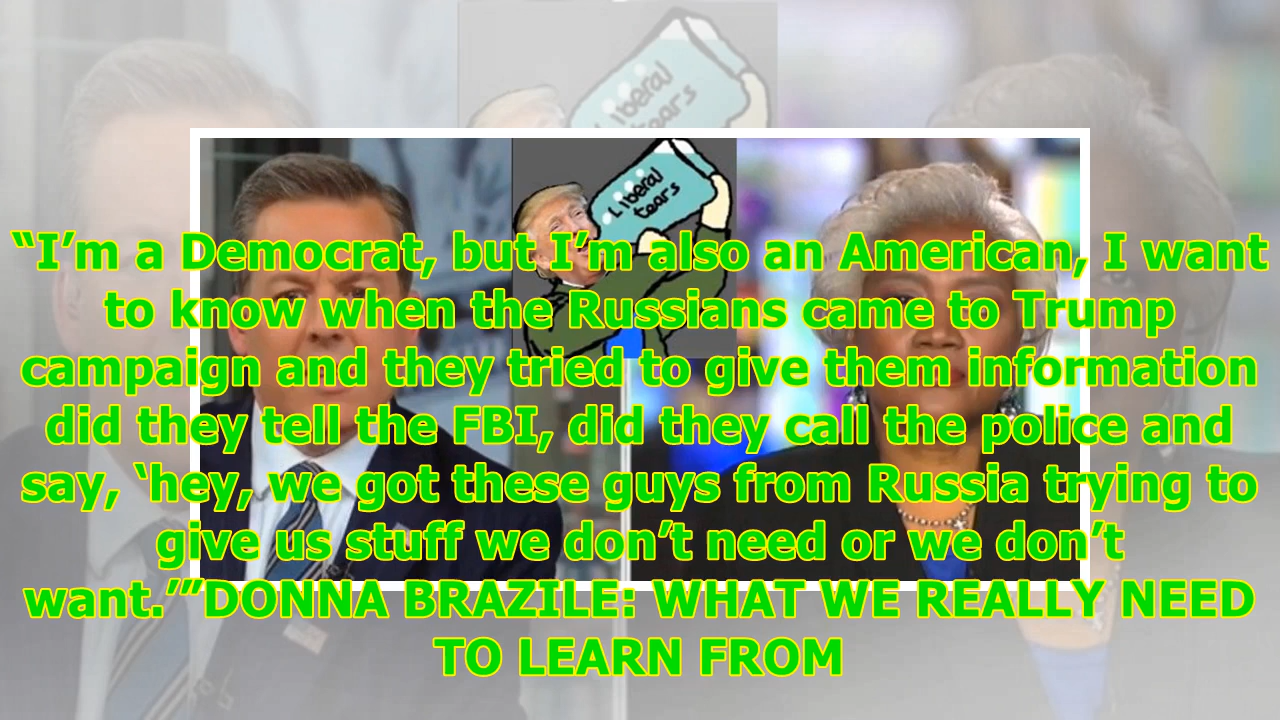 Liberal
tears
Liberal
tears
“I’m a Democrat, but I’m also an American, I want
to know when the Russians came to Trump
campaign and they tried to give them information
did they tell the FBI, did they call the police and
say, ‘hey, we got these guys from Russia trying to
give us stuff we don’t need or we don’t
want.’”DONNA BRAZILE: WHAT WE REALLY NEED
TO LEARN FROM